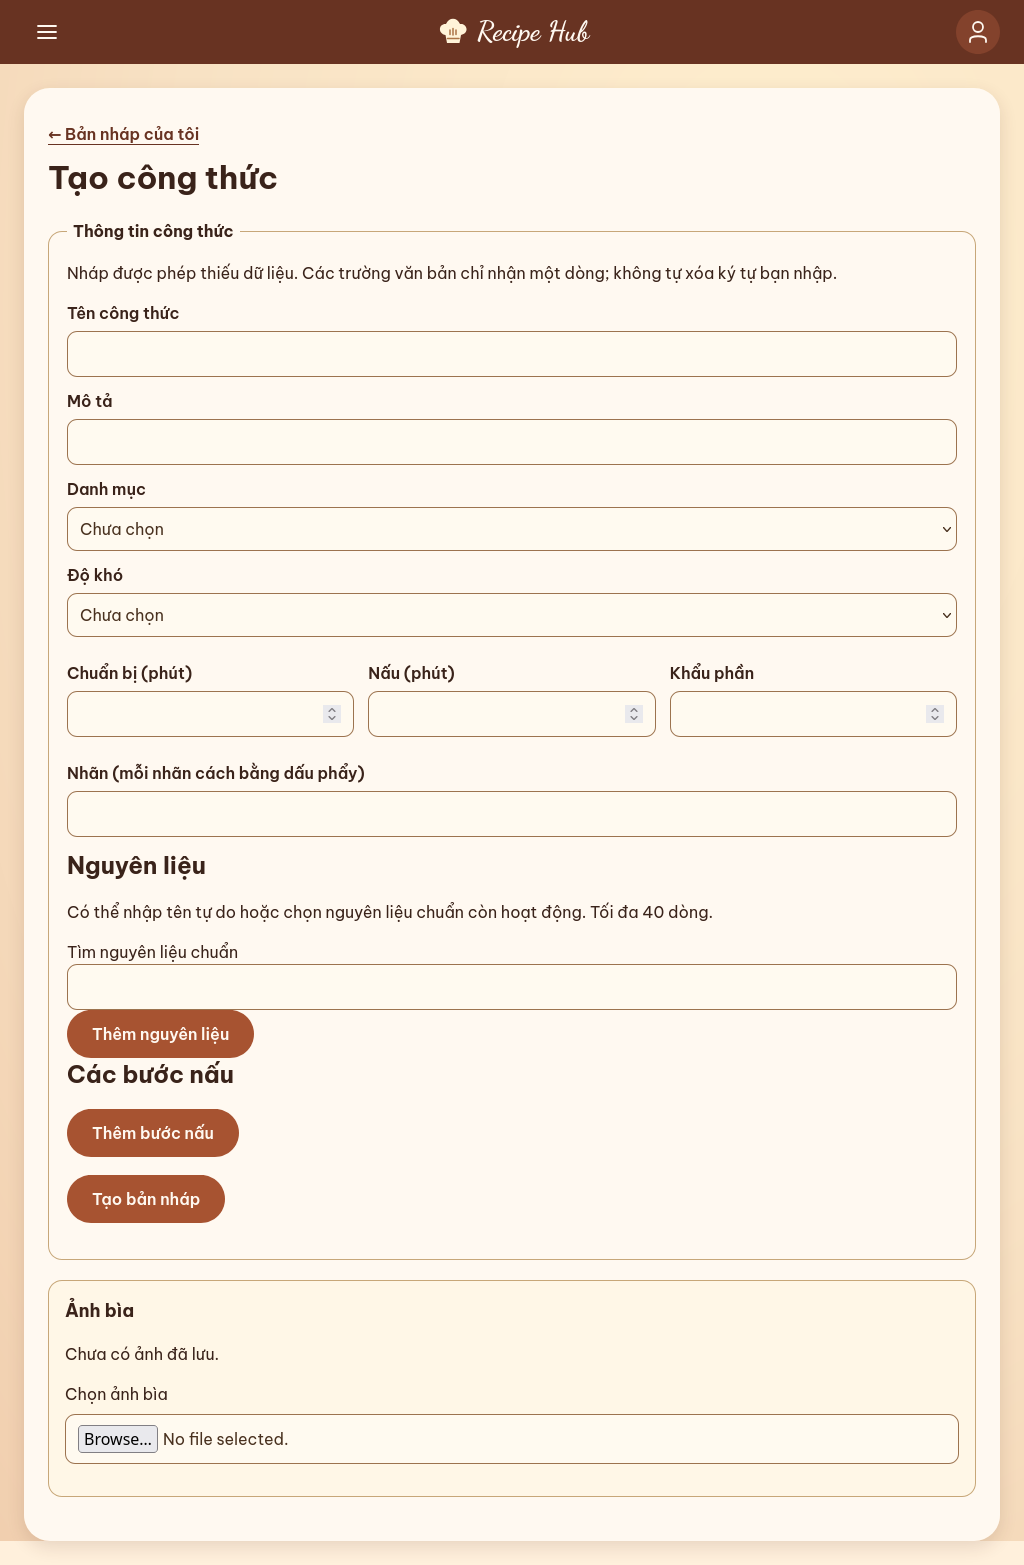 Recipe Hub
← Bản nháp của tôi
Tạo công thức
Thông tin công thức
Nháp được phép thiếu dữ liệu. Các trường văn bản chỉ nhận một dòng; không tự xóa ký tự bạn nhập.
Tên công thức
Mô tả
Danh mục
Chưa chọn
Độ khó
Chưa chọn
Chuẩn bị (phút) Nấu (phút) Khẩu phần
Nhãn (mỗi nhãn cách bằng dấu phẩy)
Nguyên liệu
Có thể nhập tên tự do hoặc chọn nguyên liệu chuẩn còn hoạt động. Tối đa 40 dòng.
Tìm nguyên liệu chuẩn
Thêm nguyên liệu
Các bước nấu
Thêm bước nấu
Tạo bản nháp
Ảnh bìa
Chưa có ảnh đã lưu.
Chọn ảnh bìa
Browse... No file selected.